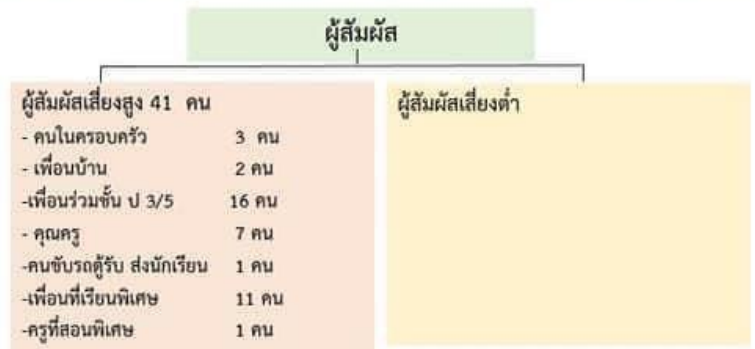 ผู้สัมผัส
ผู้สัมผัสเสี่ยงสูง 41 คน
- คนในครอบครัว 3 คน
- เพื่อนบ้าน 2 คน
-เพื่อนร่วมชั้น ป 3/5 16 คน
- คุณครู 7 คน
-คนขับรถตู้รับ ส่งนักเรียน 1 คน
-เพื่อนที่เรียนพิเศษ 11 คน
-ครูที่สอนพิเศษ 1 คน
ผู้สัมผัสเสี่ยงต่ำ